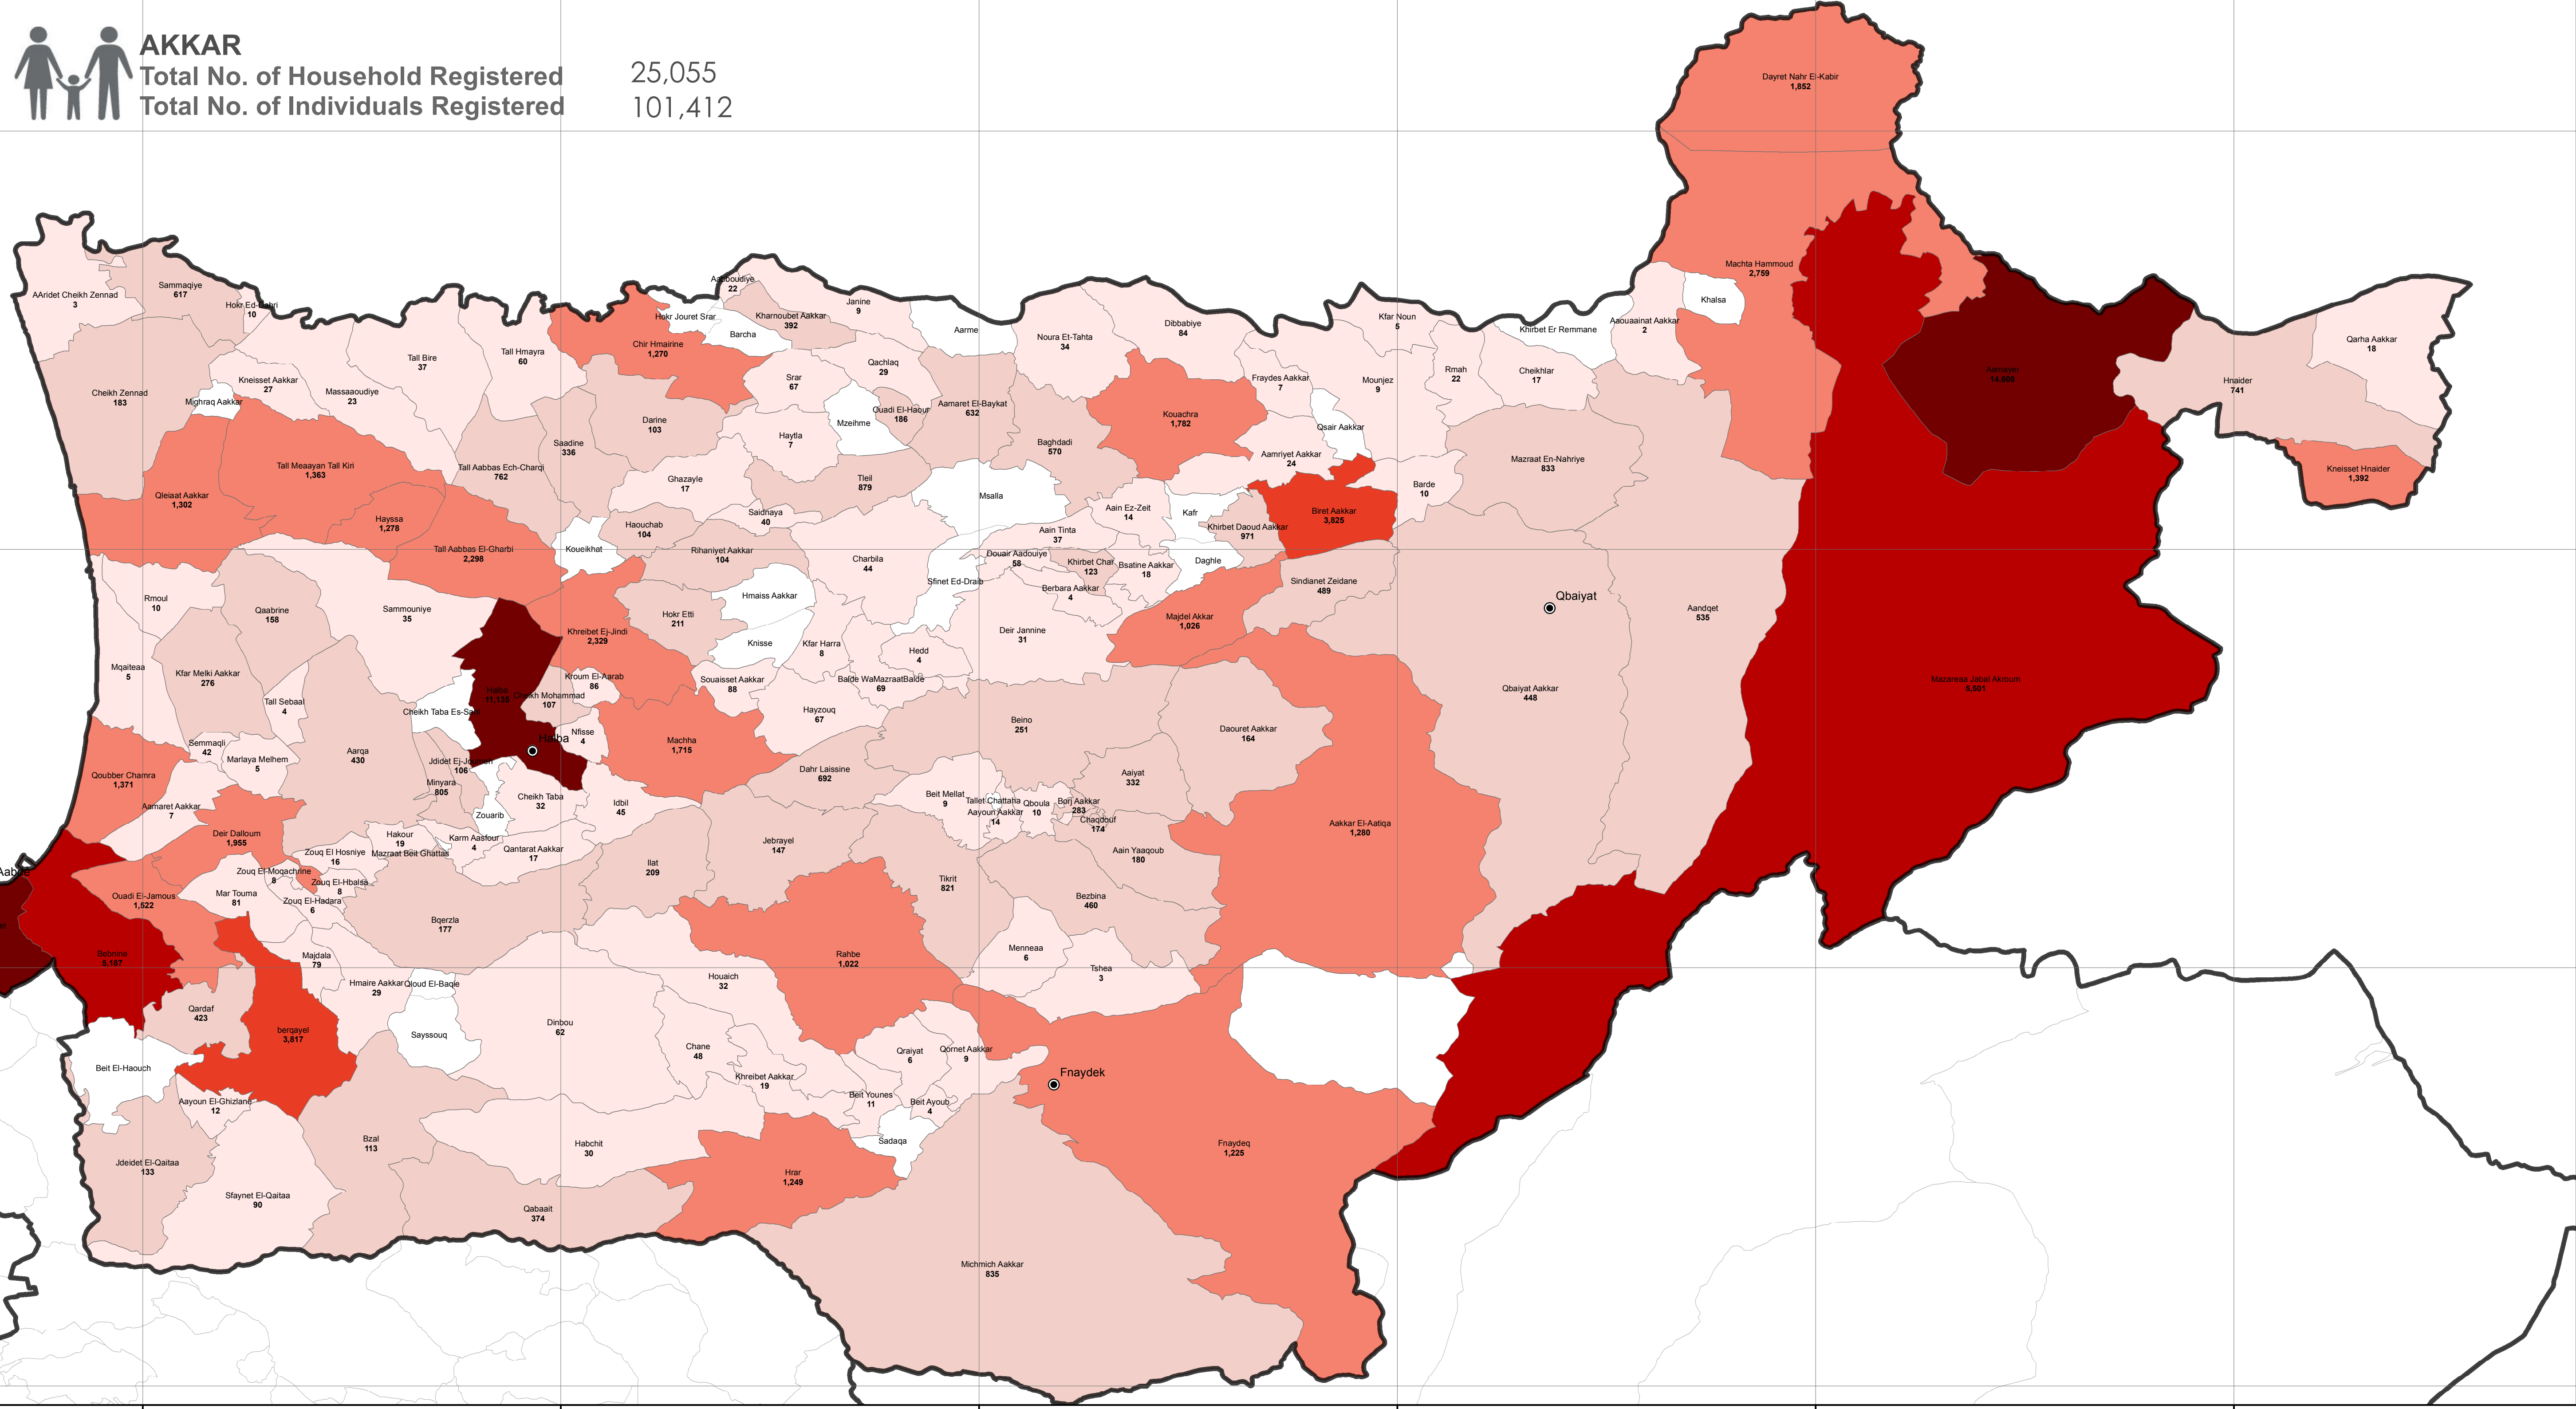 AKKAR
Total No. of Household Registered 25,055
Total No. of Individuals Registered 101,412
Dayret Nahr El-Kabir
1,852
Machta Hammoud
2,759
Khalsa
Aaouaainat Aakkar
2
Khirbet Er Remmane
Kfar Noun
5
AAridet Cheikh Zennad
3
Sammaqiye
617
Hokr Ed-Dahri
10
Aabboudiye
22
Kharnoubet Aakkar
392
Janine
9
Hokr Jouret Srar
Barcha
Aarme
Noura Et-Tahta
34
Dibbabiye
84
Chir Hmairine
1,270
Tall Hmayra
60
Tall Bire
37
Massaaoudiye
23
Kneisset Aakkar
27
Mighraq Aakkar
Cheikh Zennad
183
Srar
67
Qachlaq
29
Mzeihme
Ouadi El-Haour
186
Aamaret El-Baykat
632
Kouachra
1,782
Fraydes Aakkar
7
Mounjez
9
Rmah
22
Cheikhlar
17
Qsair Aakkar
Qarha Aakkar
18
Hnaider
741
Kneisset Hnaider
1,392
Darine
103
Saadine
336
Haytla
7
Baghdadi
570
Aamriyet Aakkar
24
Mazraat En-Nahriye
833
Barde
10
Tall Meaayan Tall Kiri
1,363
Tall Aabbas Ech-Charqi
762
Ghazayle
17
Tleil
879
Msalla
Qleiaat Aakkar
1,302
Hayssa
1,278
Saidnaya
40
Haouchab
104
Aain Ez-Zeit
14
Kafr
Khirbet Daoud Aakkar
971
Biret Aakkar
3,825
Tall Aabbas El-Gharbi
2,298
Koueikhat
Rihaniyet Aakkar
104
Charbila
44
Aain Tinta
37
Douair Aadouiye
58
Khirbet Char
123
Bsatine Aakkar
18
Daghle
Sfinet Ed-Draib
Berbara Aakkar
4
Sindianet Zeidane
489
Qbaiyat
Aandqet
535
Rmoul
10
Qaabrine
158
Sammouniye
35
Hokr Etti
211
Hmaiss Aakkar
Knisse
Khreibet Ej-Jindi
2,329
Majdel Akkar
1,026
Deir Jannine
31
Kfar Harra
8
Hedd
4
Mqaiteaa
5
Kfar Melki Aakkar
276
Tall Sebaal
4
Kroum El-Aarab
86
Souaisset Aakkar
88
Balde WaMazraatBalde
69
Qbaiyat Aakkar
448
Mazareaa Jabal Akroum
5,501
Halba
11,135
Cheikh Mohammad
107
Cheikh Taba Es-Sahl
Hayzouq
67
Beino
251
Daouret Aakkar
164
Nfisse
4
Halba
Machha
1,715
Semmaqli
42
Marlaya Melhem
5
Aarqa
430
106
Minyara
805
Dahr Laissine
692
Aaiyat
332
Qoubber Chamra
1,371
Aamaret Aakkar
7
Zouarib
Cheikh Taba
32
Idbil
45
Beit Mellat
9
Tallet Chattaha
Aayoun Aakkar
14
Qboula
10
Borj Aakkar
283
Chaqdouf
174
Aakkar El-Aatiqa
1,280
Deir Dalloum
1,955
Hakour
19
Karm Aasfour
4
Mazraat Beit Ghattas
Qantarat Aakkar
17
Zouq El Hosniye
16
Jebrayel
147
Aain Yaaqoub
180
Ilat
209
Zouq El-Moqachrine
8
Zouq El-Hbalsa
8
Zouq El-Hadara
6
Mar Touma
81
Ouadi El-Jamous
1,522
Tikrit
821
Bezbina
460
Bqerzla
177
Bebnine
5,187
Majdala
79
Rahbe
1,022
Menneaa
6
Tshea
3
Hmaire Aakkar
29
Qloud El-Baqie
Houaich
32
Qardaf
423
berqayel
3,817
Sayssouq
Dinbou
62
Chane
48
Khreibet Aakkar
19
Qraiyat
6
Qornet Aakkar
9
Fnaydek
Beit El-Haouch
Aayoun El-Ghizlane
12
Beit Younes
11
Beit Ayoub
4
Sadaqa
Fnaydeq
1,225
Bzal
113
Habchit
30
Jdeidet El-Qaitaa
133
Hrar
1,249
Sfaynet El-Qaitaa
90
Qabaait
374
Michmich Aakkar
835